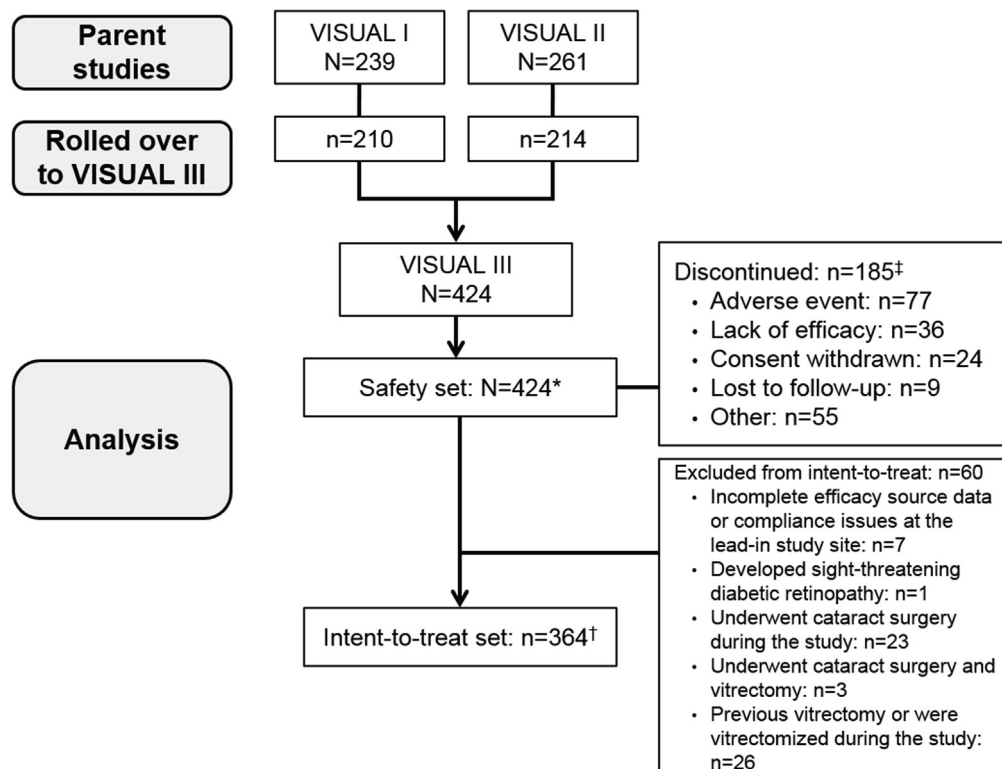 Parent
studies
VISUAL I
N=239
VISUAL II
N=261
Rolled over
to VISUAL III
n=210
n=214
VISUAL III
N=424
Discontinued: n=185‡
• Adverse event: n=77
• Lack of efficacy: n=36
• Consent withdrawn: n=24
• Lost to follow-up: n=9
• Other: n=55
Analysis
Safety set: N=424*
Excluded from intent-to-treat: n=60
• Incomplete efficacy source data
or compliance issues at the
lead-in study site: n=7
• Developed sight-threatening
diabetic retinopathy: n=1
• Underwent cataract surgery
during the study: n=23
• Underwent cataract surgery and
vitrectomy: n=3
• Previous vitrectomy or were
vitrectomized during the study:
n=26
Intent-to-treat set: n=364†